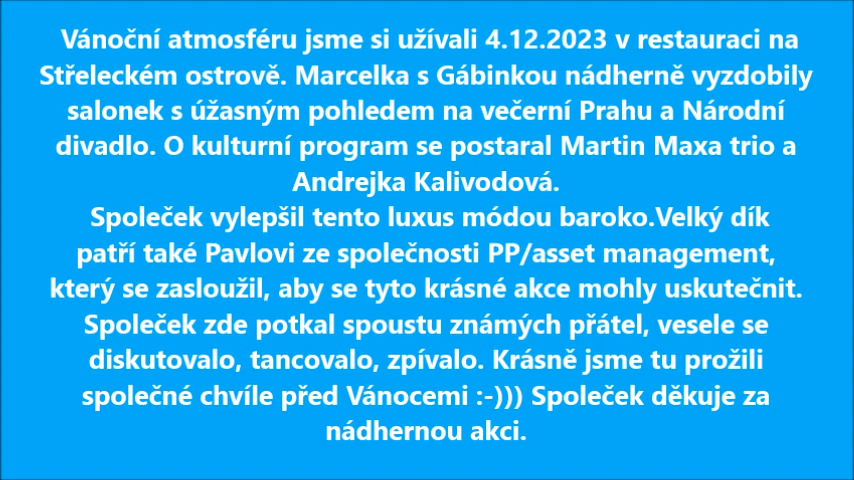 Vánoční atmosféru jsme si užívali 4.12.2023 v restauraci na
Střeleckém ostrově. Marcelka s Gábinkou nádherně vyzdobily
salonek s úžasným pohledem na večerní Prahu a Národní
divadlo. O kulturní program se postaral Martin Maxa trio a
Andrejka Kalivodová.
Společek vylepšil tento luxus módou baroko.Velký dík
patří také Pavlovi ze společnosti PP/asset management,
který se zasloužil, aby se tyto krásné akce mohly uskutečnit.
Společek zde potkal spoustu známých přátel, vesele se
diskutovalo, tancovalo, zpívalo. Krásně jsme tu prožili
společné chvíle před Vánocemi :-))) Společek děkuje za
nádhernou akci.